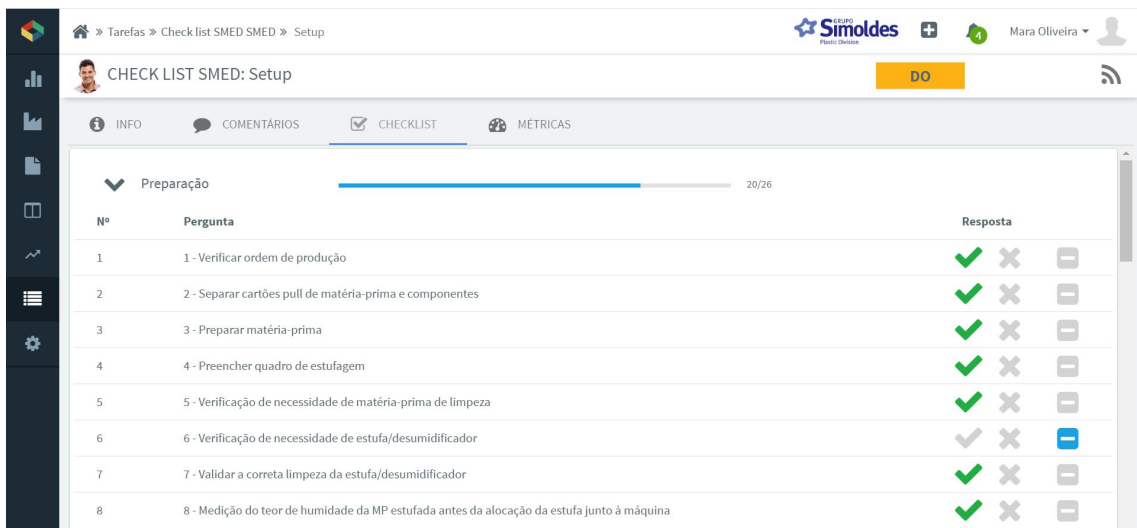 » Tarefas » Check list SMED SMED » Setup
GRUPO
Simoldes
Plastic Division
4
Mara Oliveira
CHECK LIST SMED: Setup
DO
INFO
COMENTÁRIOS
CHECKLIST
MÉTRICAS
Preparação
20/26
Nº Pergunta Resposta
1 1 - Verificar ordem de produção
2 2 - Separar cartões pull de matéria-prima e componentes
3 3 - Preparar matéria-prima
4 4 - Preencher quadro de estufagem
5 5 - Verificação de necessidade de matéria-prima de limpeza
6 6 - Verificação de necessidade de estufa/desumidificador
7 7 - Validar a correta limpeza da estufa/desumidificador
8 8 - Medição do teor de humidade da MP estufada antes da alocação da estufa junto à máquina